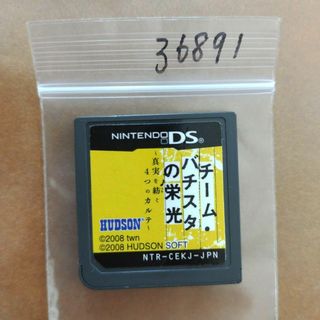 36891
NINTENDO DS
チーム・
バチスタ
の栄光
〜真実を紡ぐ
4つのカルテ〜
HUDSON
©2008 twn
©2008 HUDSON SOFT
NTR-CEKJ-JPN